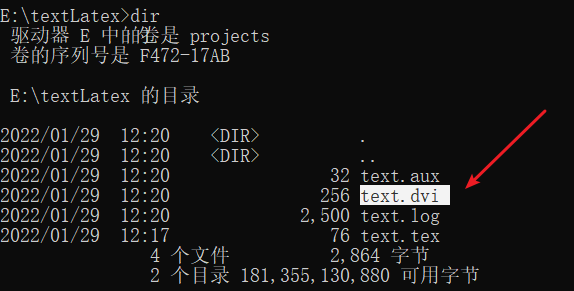 E:\textLatex>dir
驱动器 E 中的卷是 projects
卷的序列号是 F472-17AB
E:\textLatex 的目录
2022/01/29  12:20    <DIR>          .
2022/01/29  12:20    <DIR>          ..
2022/01/29  12:20                32 text.aux
2022/01/29  12:20               256 text.dvi
2022/01/29  12:20             2,500 text.log
2022/01/29  12:17                76 text.tex
4 个文件          2,864 字节
2 个目录 181,355,130,880 可用字节